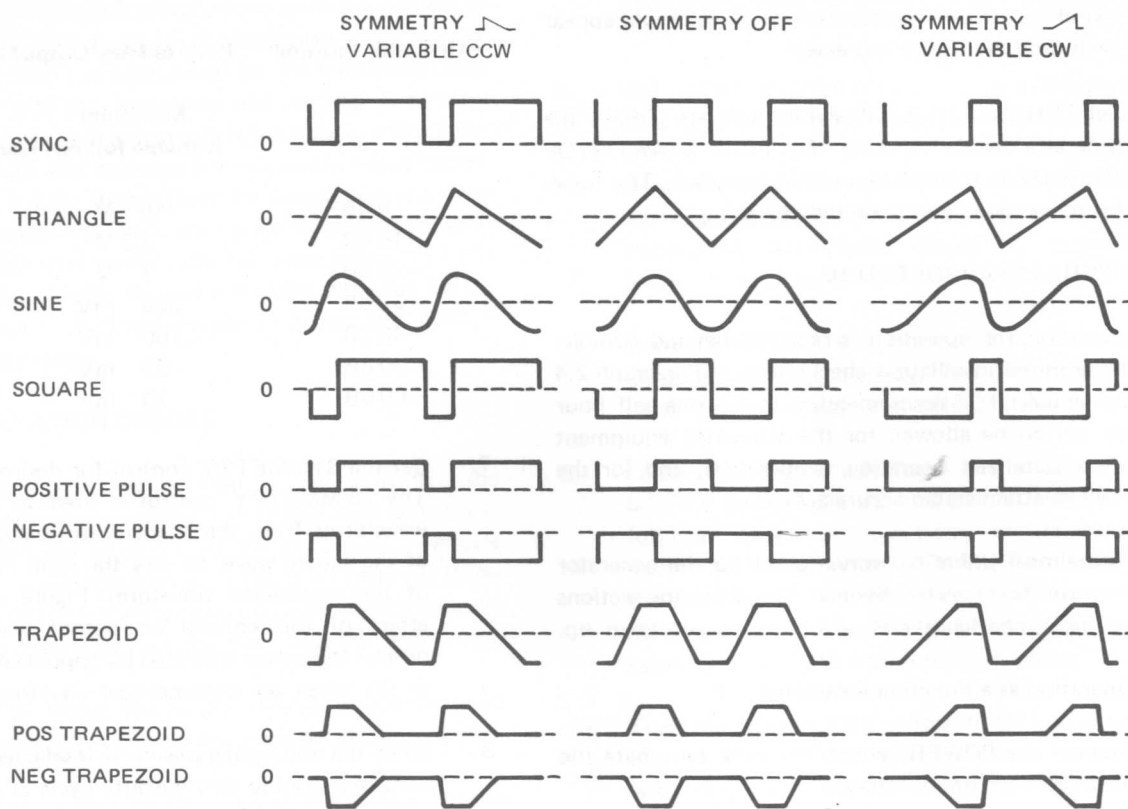 SYMMETRY
VARIABLE CCW
SYMMETRY OFF
SYMMETRY
VARIABLE CW
SYNC 0
TRIANGLE 0
SINE 0
SQUARE 0
POSITIVE PULSE 0
NEGATIVE PULSE 0
TRAPEZOID 0
POS TRAPEZOID 0
NEG TRAPEZOID 0